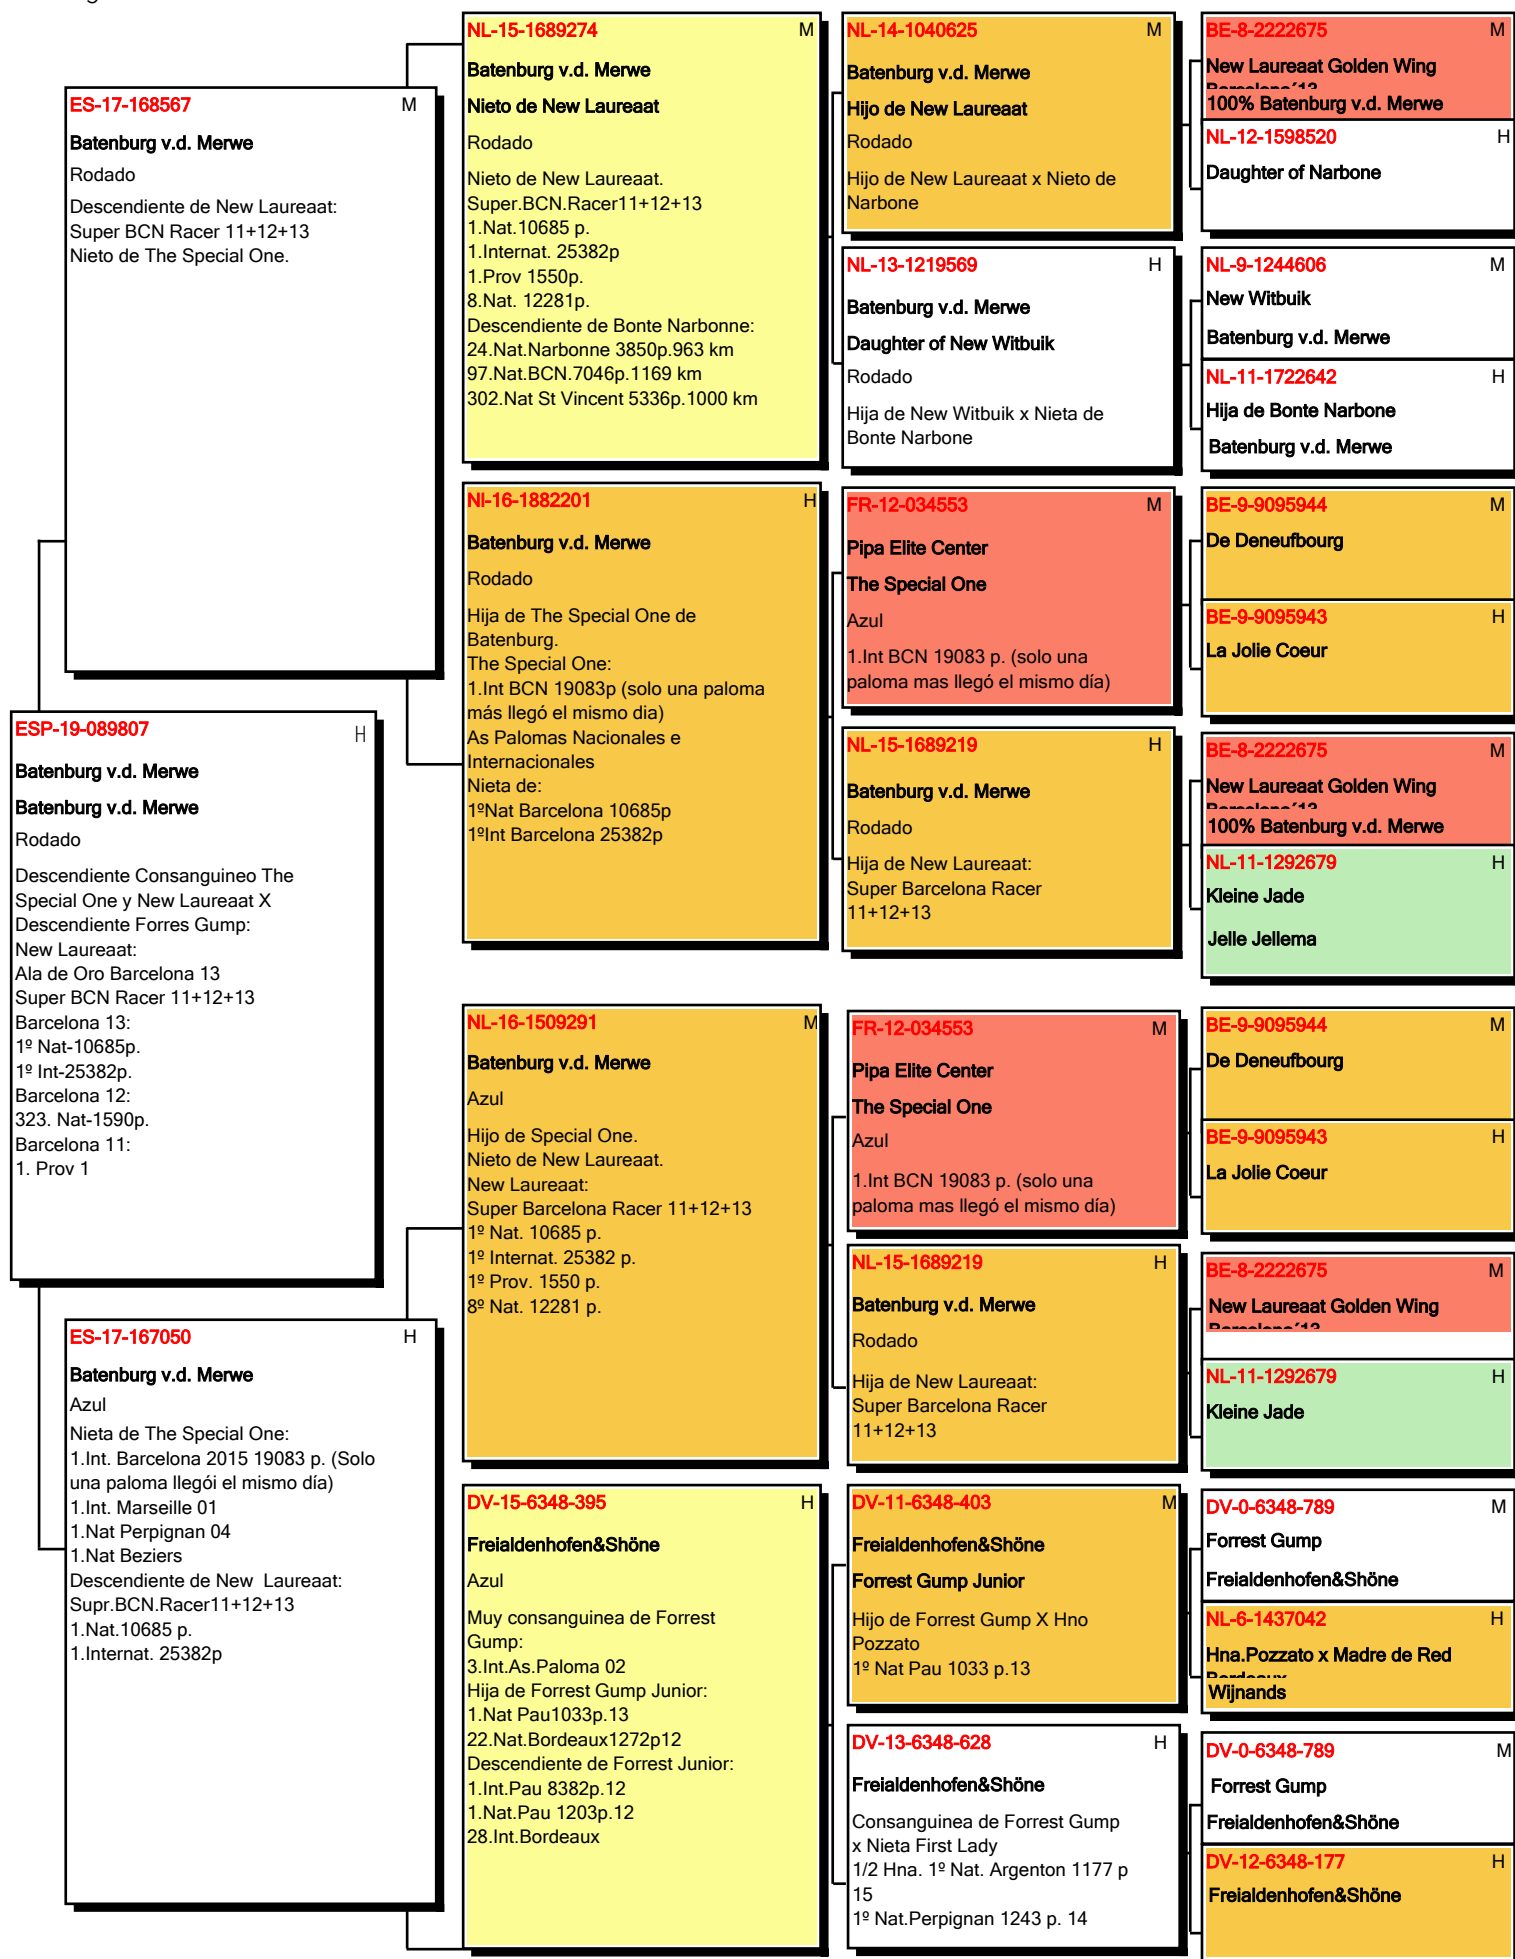 ES-17-168567 M
Batenburg v.d. Merwe
Rodado
Descendiente de New Laureaat:
Super BCN Racer 11+12+13
Nieto de The Special One.
ESP-19-089807 H
Batenburg v.d. Merwe
Batenburg v.d. Merwe
Rodado
Descendiente Consanguineo The
Special One y New Laureaat X
Descendiente Forres Gump:
New Laureaat:
Ala de Oro Barcelona 13
Super BCN Racer 11+12+13
Barcelona 13:
1º Nat-10685p.
1º Int-25382p.
Barcelona 12:
323. Nat-1590p.
Barcelona 11:
1. Prov 1
ES-17-167050 H
Batenburg v.d. Merwe
Azul
Nieta de The Special One:
1.Int. Barcelona 2015 19083 p. (Solo
una paloma llegói el mismo día)
1.Int. Marseille 01
1.Nat Perpignan 04
1.Nat Beziers
Descendiente de New Laureaat:
Supr.BCN.Racer11+12+13
1.Nat.10685 p.
1.Internat. 25382p
NL-15-1689274 M
Batenburg v.d. Merwe
Nieto de New Laureaat
Rodado
Nieto de New Laureaat.
Super.BCN.Racer11+12+13
1.Nat.10685 p.
1.Internat. 25382p
1.Prov 1550p.
8.Nat. 12281p.
Descendiente de Bonte Narbonne:
24.Nat.Narbonne 3850p.963 km
97.Nat.BCN.7046p.1169 km
302.Nat St Vincent 5336p.1000 km
NI-16-1882201 H
Batenburg v.d. Merwe
Rodado
Hija de The Special One de
Batenburg.
The Special One:
1.Int BCN 19083p (solo una paloma
más llegó el mismo dia)
As Palomas Nacionales e
Internacionales
Nieta de:
1ºNat Barcelona 10685p
1ºInt Barcelona 25382p
NL-16-1509291 M
Batenburg v.d. Merwe
Azul
Hijo de Special One.
Nieto de New Laureaat.
New Laureaat:
Super Barcelona Racer 11+12+13
1º Nat. 10685 p.
1º Internat. 25382 p.
1º Prov. 1550 p.
8º Nat. 12281 p.
DV-15-6348-395 H
Freialdenhofen&Shöne
Azul
Muy consanguinea de Forrest
Gump:
3.Int.As.Paloma 02
Hija de Forrest Gump Junior:
1.Nat Pau1033p.13
22.Nat.Bordeaux1272p12
Descendiente de Forrest Junior:
1.Int.Pau 8382p.12
1.Nat.Pau 1203p.12
28.Int.Bordeaux
NL-14-1040625 M
Batenburg v.d. Merwe
Hijo de New Laureaat
Rodado
Hijo de New Laureaat x Nieto de
Narbone
NL-13-1219569 H
Batenburg v.d. Merwe
Daughter of New Witbuik
Rodado
Hija de New Witbuik x Nieta de
Bonte Narbone
FR-12-034553 M
Pipa Elite Center
The Special One
Azul
1.Int BCN 19083 p. (solo una
paloma mas llegó el mismo día)
NL-15-1689219 H
Batenburg v.d. Merwe
Rodado
Hija de New Laureaat:
Super Barcelona Racer
11+12+13
FR-12-034553 M
Pipa Elite Center
The Special One
Azul
1.Int BCN 19083 p. (solo una
paloma mas llegó el mismo día)
NL-15-1689219 H
Batenburg v.d. Merwe
Rodado
Hija de New Laureaat:
Super Barcelona Racer
11+12+13
DV-11-6348-403 M
Freialdenhofen&Shöne
Forrest Gump Junior
Hijo de Forrest Gump X Hno
Pozzato
1º Nat Pau 1033 p.13
DV-13-6348-628 H
Freialdenhofen&Shöne
Consanguinea de Forrest Gump
x Nieta First Lady
1/2 Hna. 1º Nat. Argenton 1177 p
15
1º Nat.Perpignan 1243 p. 14
BE-8-2222675 M
New Laureaat Golden Wing
Barcelona´13
100% Batenburg v.d. Merwe
NL-12-1598520 H
Daughter of Narbone
NL-9-1244606 M
New Witbuik
Batenburg v.d. Merwe
NL-11-1722642 H
Hija de Bonte Narbone
Batenburg v.d. Merwe
BE-9-9095944 M
De Deneufbourg
BE-9-9095943 H
La Jolie Coeur
BE-8-2222675 M
New Laureaat Golden Wing
Barcelona´13
100% Batenburg v.d. Merwe
NL-11-1292679 H
Kleine Jade
Jelle Jellema
BE-9-9095944 M
De Deneufbourg
BE-9-9095943 H
La Jolie Coeur
BE-8-2222675 M
New Laureaat Golden Wing
Barcelona´13
NL-11-1292679 H
Kleine Jade
DV-0-6348-789 M
Forrest Gump
Freialdenhofen&Shöne
NL-6-1437042 H
Hna.Pozzato x Madre de Red
Bordeaux
Wijnands
DV-0-6348-789 M
Forrest Gump
Freialdenhofen&Shöne
DV-12-6348-177 H
Freialdenhofen&Shöne